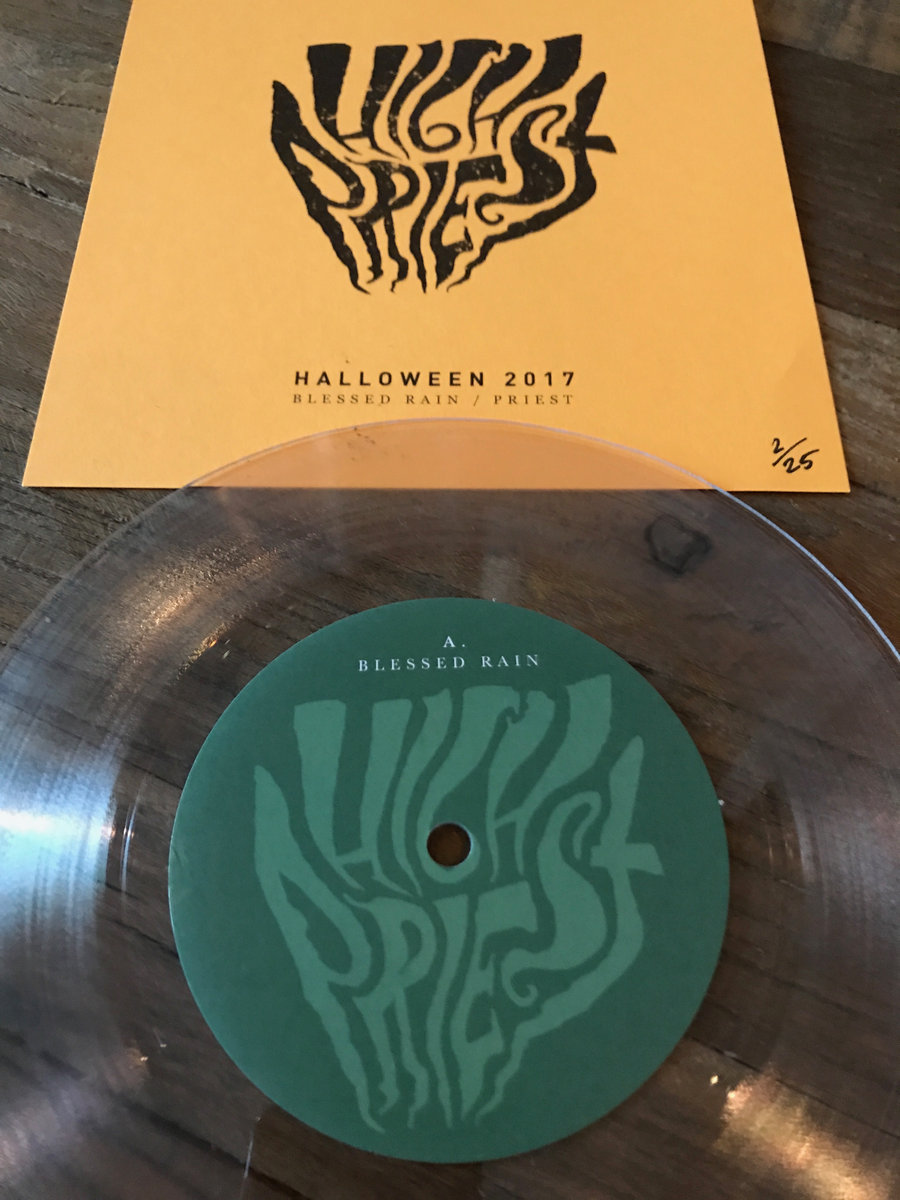 HIGH
PRIEST
HALLOWEEN 2017
BLESSED RAIN / PRIEST
2/25
A.
BLESSED RAIN
HIGH
PRIEST